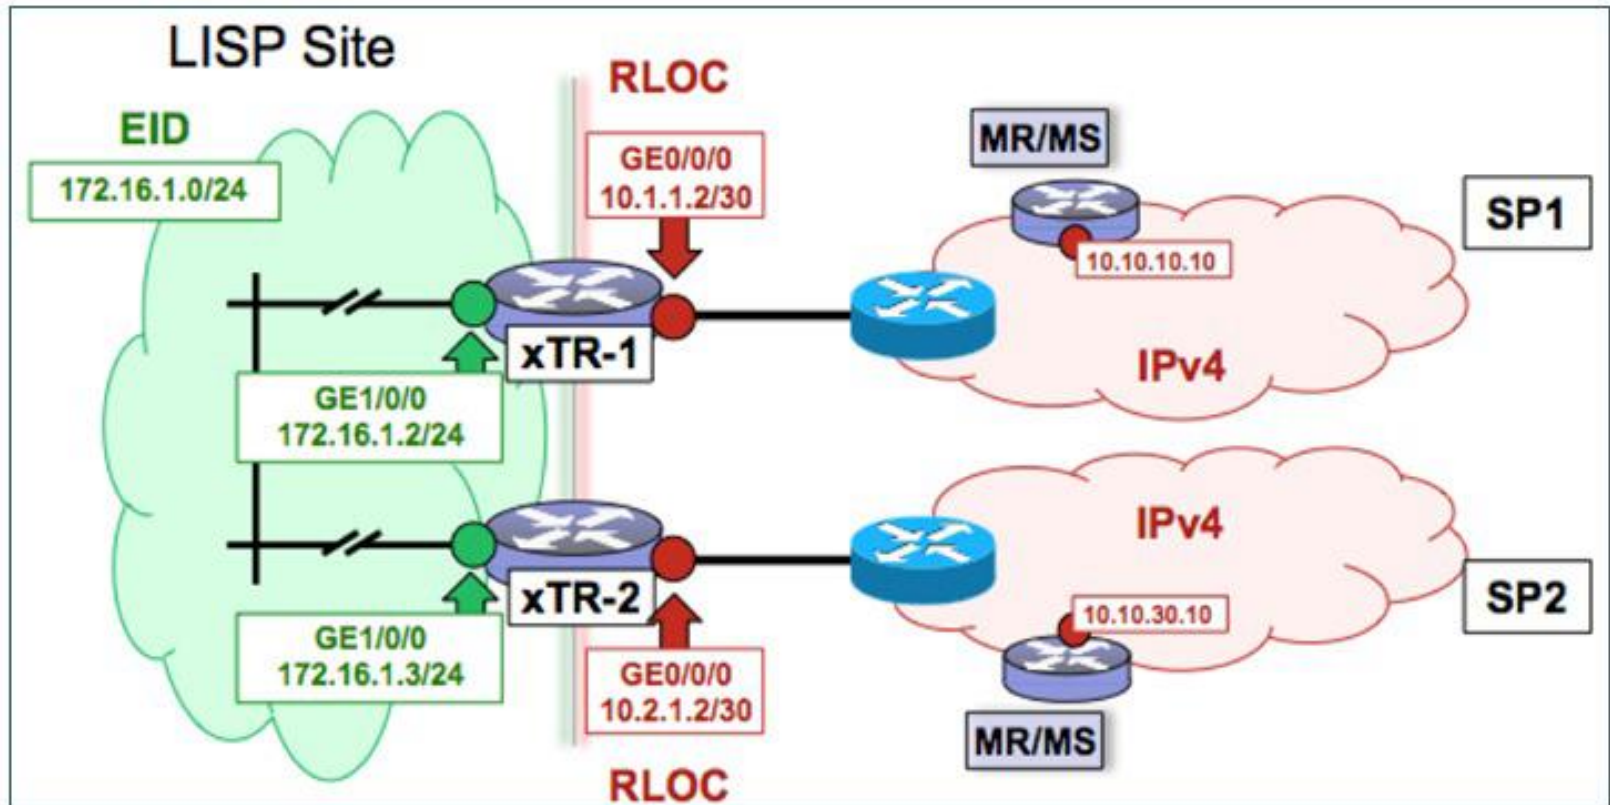 LISP Site
RLOC
EID
172.16.1.0/24
GE0/0/0
10.1.1.2/30
MR/MS
SP1
10.10.10.10
xTR-1
IPv4
GE1/0/0
172.16.1.2/24
IPv4
xTR-2
SP2
10.10.30.10
GE1/0/0
172.16.1.3/24
GE0/0/0
10.2.1.2/30
MR/MS
RLOC